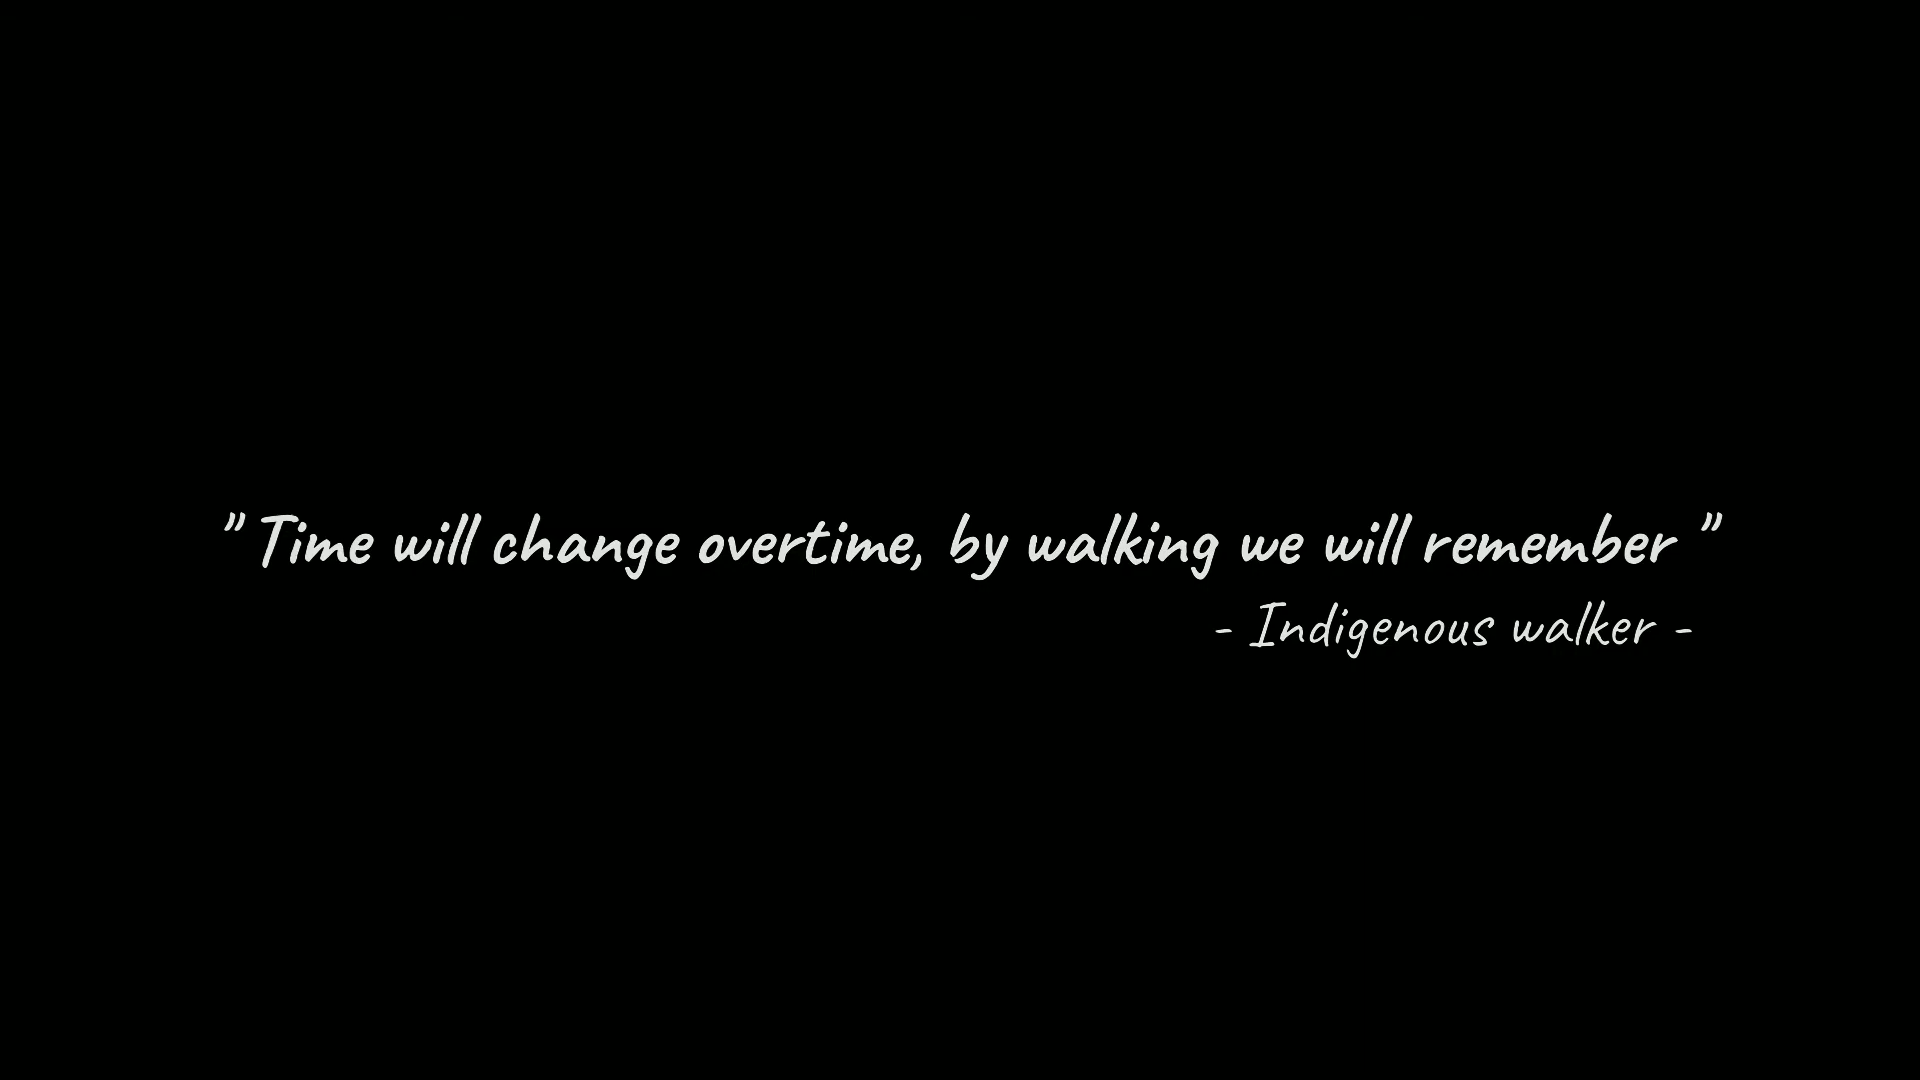 " Time will change overtime, by walking we will remember "
- Indigenous walker -